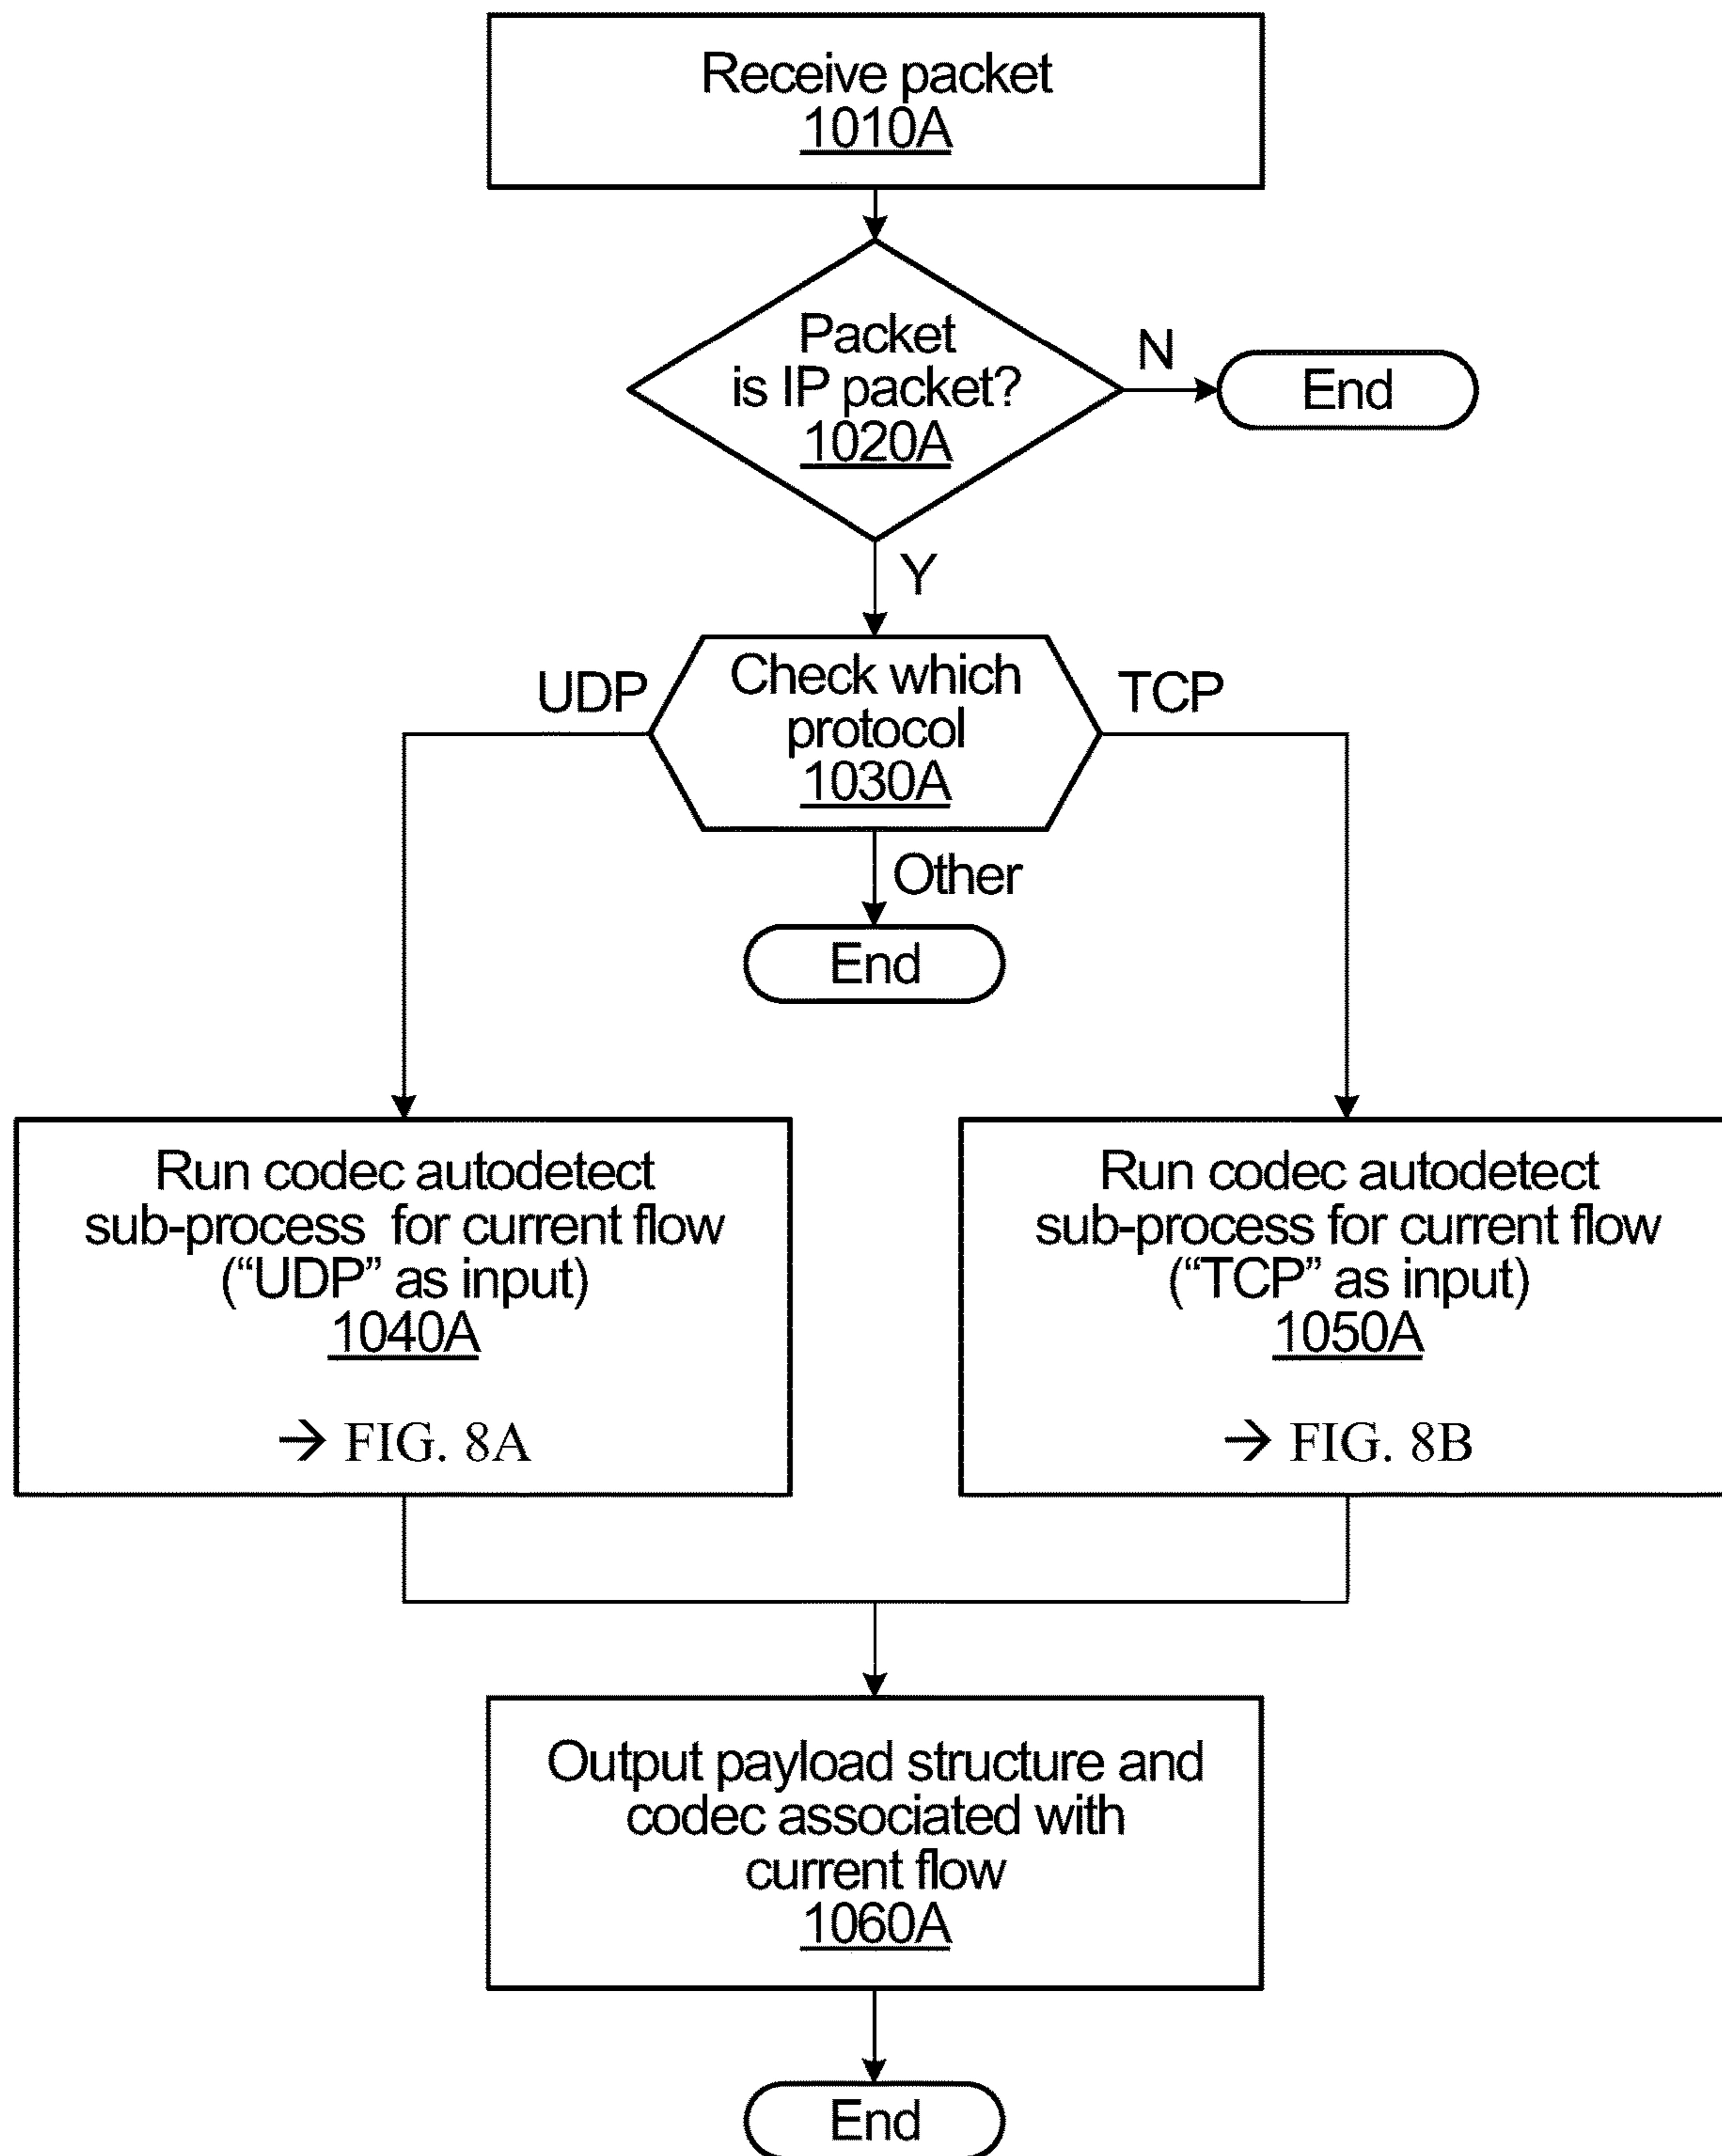 Receive packet
1010A
Packet
is IP packet?
1020A
N
End
Y
UDP
Check which
protocol
1030A
TCP
Other
End
Run codec autodetect
sub-process for current flow
(“UDP” as input)
1040A
→ FIG. 8A
Run codec autodetect
sub-process for current flow
(“TCP” as input)
1050A
→ FIG. 8B
Output payload structure and
codec associated with
current flow
1060A
End